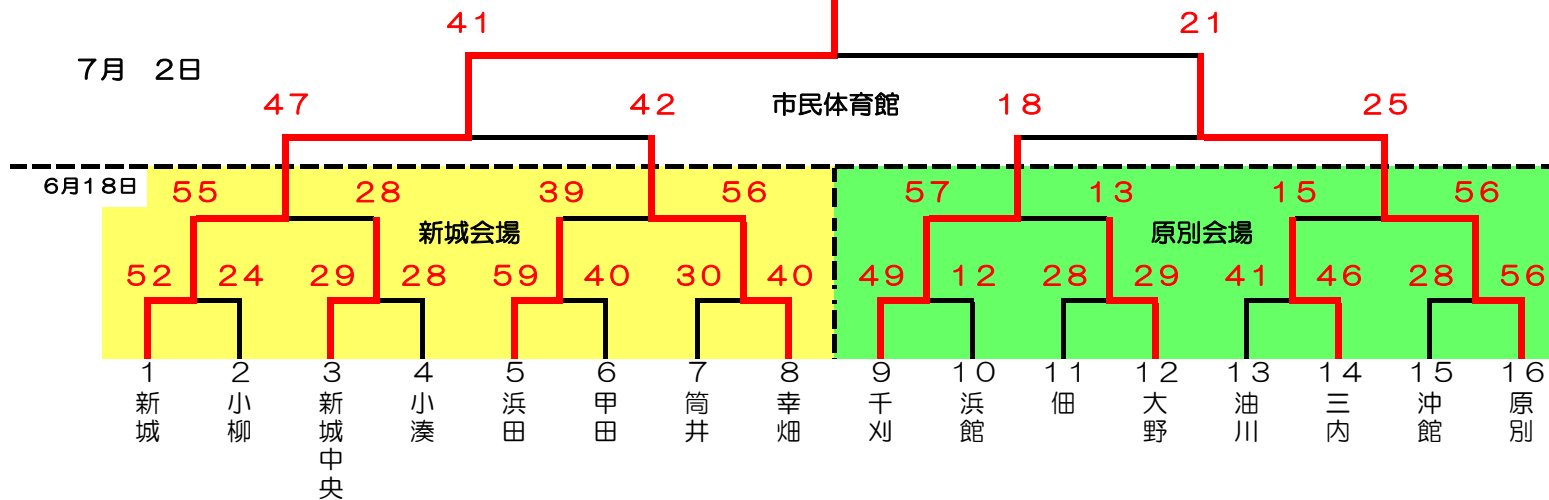 41 21
7月 2日
47 42 市民体育館 18 25
6月18日 55 28 39 56 57 13 15 56
新城会場 原別会場
52 24 29 28 59 40 30 40 49 12 28 29 41 46 28 56
1 2 3 4 5 6 7 8 9 10 11 12 13 14 15 16
新城 小柳 新城中央 小湊 浜田 甲田 筒井 幸畑 千刈 浜館 佃 大野 油川 三内 沖館 原別